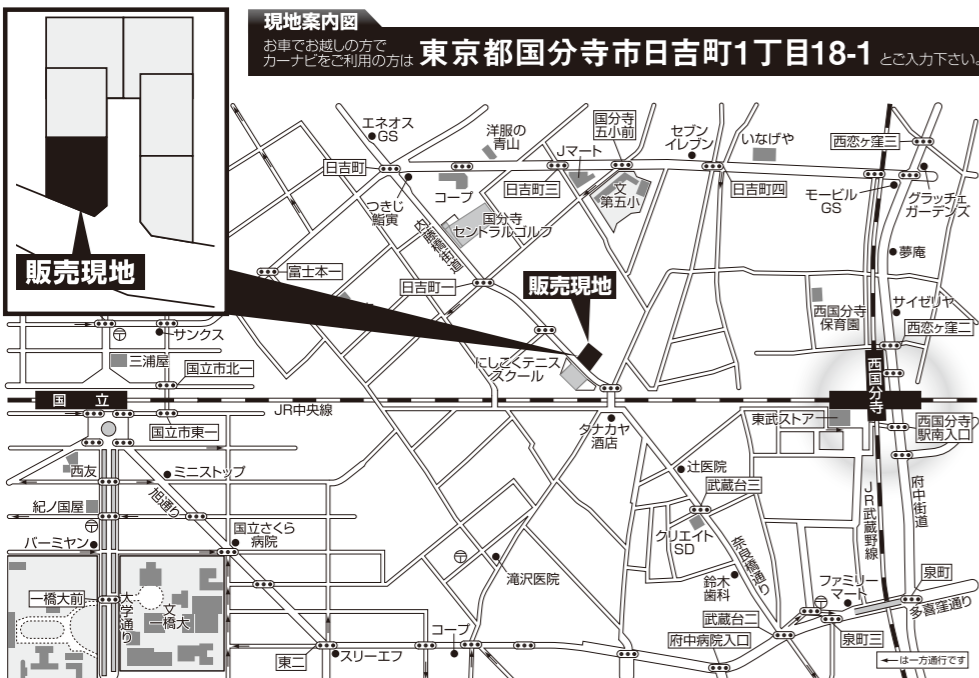 現地案内図
お車でお越しの方で
カーナビをご利用の方は 東京都国分寺市日吉町1丁目18-1 とご入力下さい。
販売現地
エネオス
GS
洋服の
青山
国分寺
五小前
セブン
イレブン
いなげや
西恋ヶ窪三
日吉町
Jマート
コープ
日吉町三
文
第五小
日吉町四
モービル
GS
グラッチェ
ガーデンズ
つきじ
鮨寅
国分寺
セントラルゴルフ
内藤橋街道
夢庵
富士本一
日吉町一
販売現地
西国分寺
保育園
サイゼリヤ
西恋ヶ窪二
サンクス
三浦屋
国立市北一
にしこくテニス
スクール
西国分寺
国立
JR中央線
国立市東一
タナカヤ
酒店
東武ストア
西国分寺
駅南入口
西友
ミニストップ
辻医院
武蔵台三
府中街道
JR武蔵野線
紀ノ国屋
旭通り
クリエイト
SD
バーミヤン
国立さくら
病院
奈良橋通り
滝沢医院
鈴木
歯科
ファミリー
マート
泉町
一橋大前
大学通り
文
一橋大
武蔵台二
多喜窪通り
コープ
府中病院入口
泉町三
東二
スリーエフ
←は一方通行です